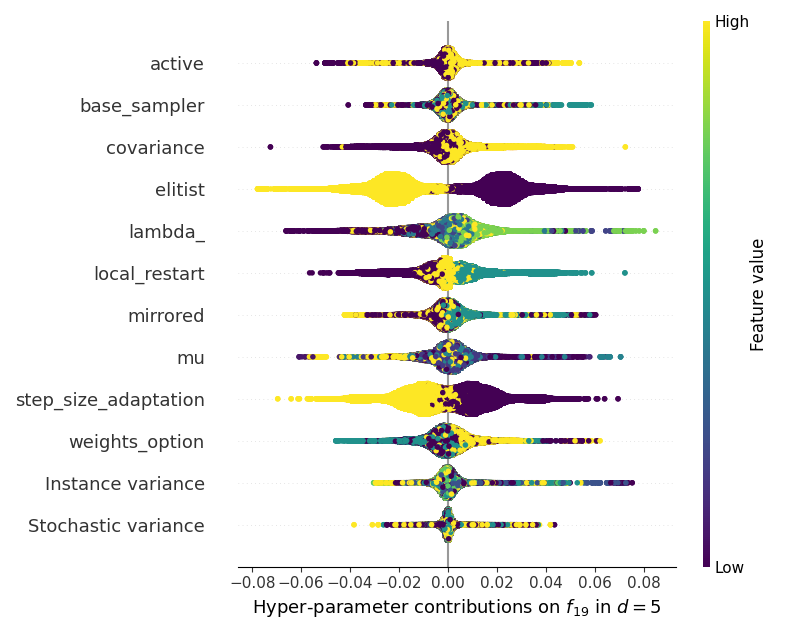 High
active
base_sampler
covariance
elitist
lambda_
local_restart
mirrored
mu
step_size_adaptation
weights_option
Instance variance
Stochastic variance
Feature value
Low
−0.08 −0.06 −0.04 −0.02 0.00 0.02 0.04 0.06 0.08
Hyper-parameter contributions on f₁₉ in d = 5